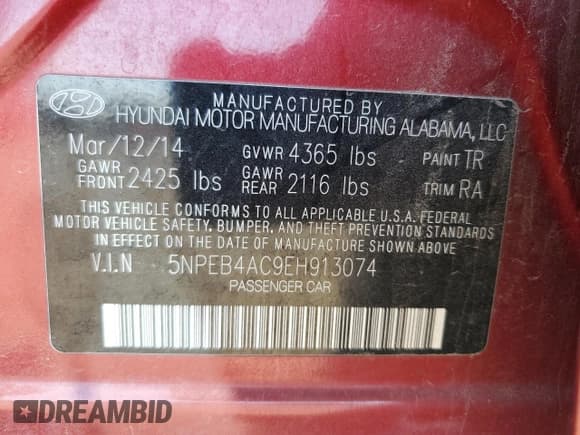 MANUFACTURED BY
HYUNDAI MOTOR MANUFACTURING ALABAMA, LLC
Mar/12/14 GVWR 4365 lbs PAINT TR
GAWR FRONT 2425 lbs GAWR REAR 2116 lbs TRIM RA
THIS VEHICLE CONFORMS TO ALL APPLICABLE U.S.A. FEDERAL
MOTOR VEHICLE SAFETY, BUMPER, AND THEFT PREVENTION STANDARDS
IN EFFECT ON THE DATE OF MANUFACTURE SHOWN ABOVE.
V.I.N 5NPEB4AC9EH913074
PASSENGER CAR
DREAMBID